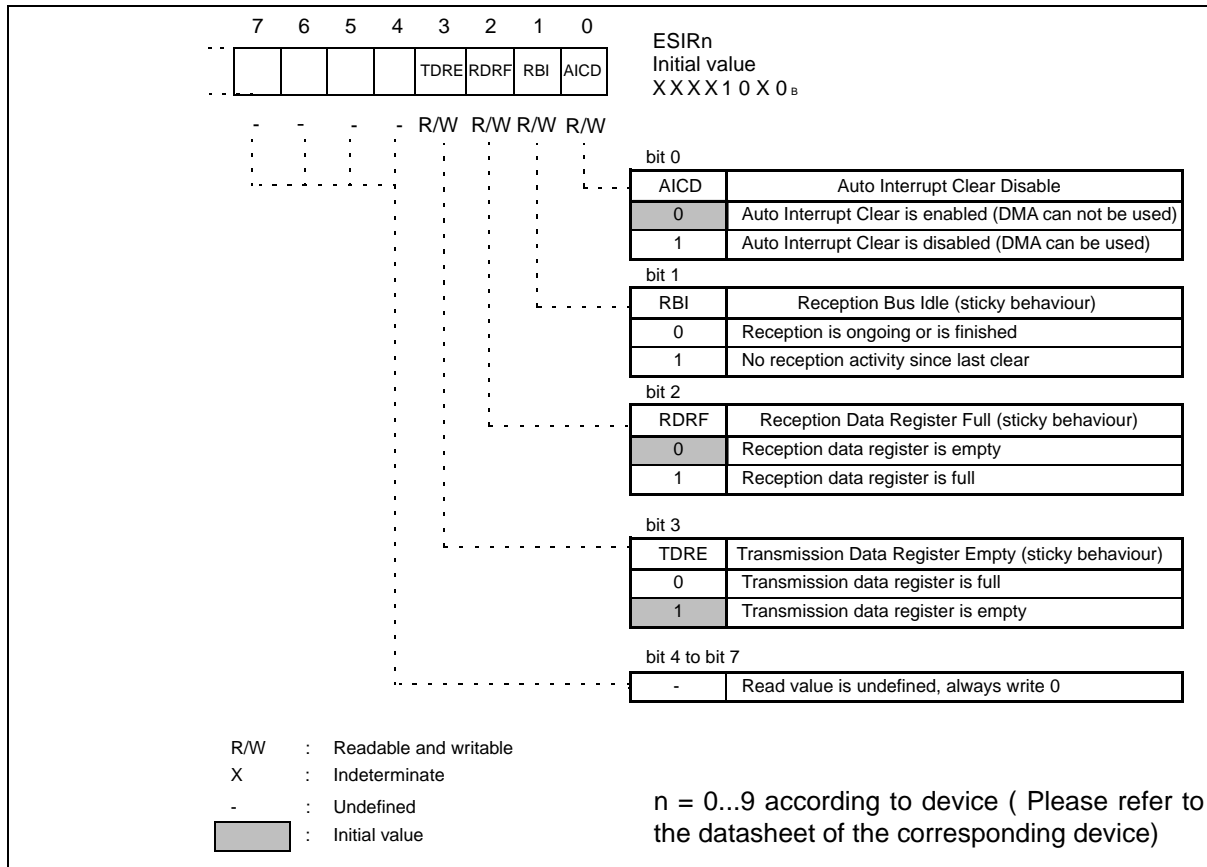 7 6 5 4 3 2 1 0
TDRE RDRF RBI AICD
ESIRn
Initial value
X X X X 1 0 X 0 B
- - - - R/W R/W R/W R/W
bit 0
AICD Auto Interrupt Clear Disable
0 Auto Interrupt Clear is enabled (DMA can not be used)
1 Auto Interrupt Clear is disabled (DMA can be used)
bit 1
RBI Reception Bus Idle (sticky behaviour)
0 Reception is ongoing or is finished
1 No reception activity since last clear
bit 2
RDRF Reception Data Register Full (sticky behaviour)
0 Reception data register is empty
1 Reception data register is full
bit 3
TDRE Transmission Data Register Empty (sticky behaviour)
0 Transmission data register is full
1 Transmission data register is empty
bit 4 to bit 7
- Read value is undefined, always write 0
R/W : Readable and writable
X : Indeterminate
- : Undefined
: Initial value
n = 0...9 according to device ( Please refer to
the datasheet of the corresponding device)